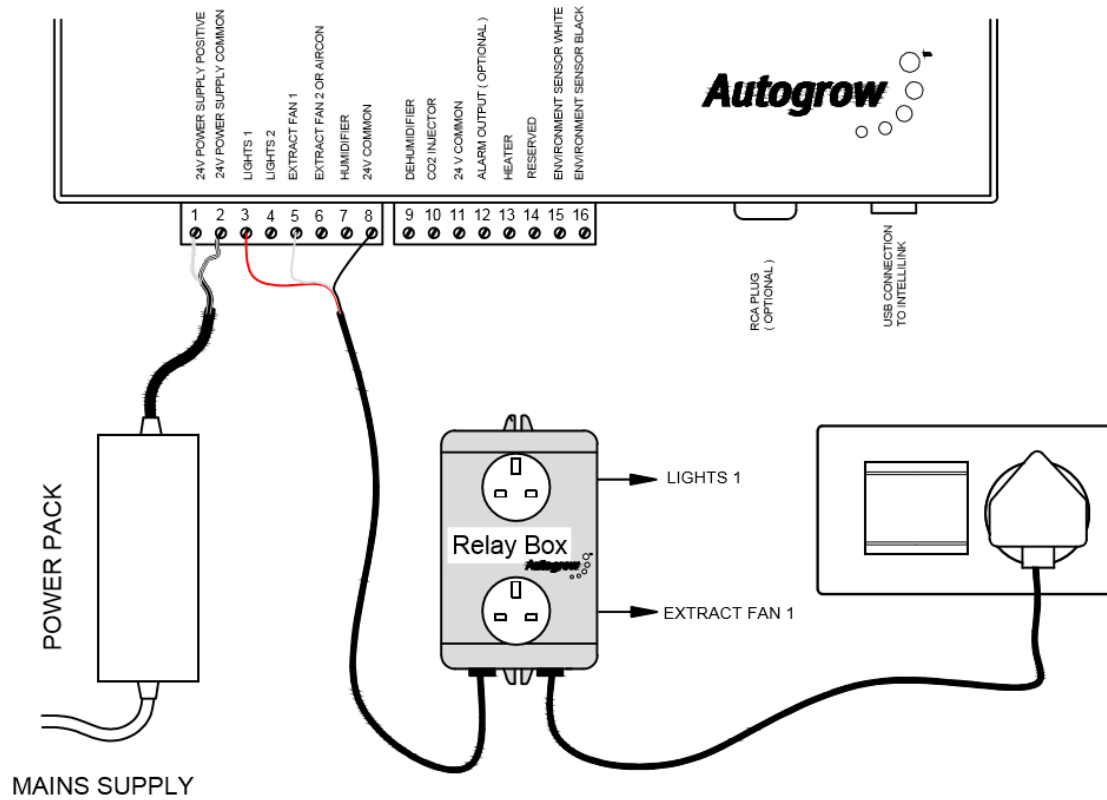 24V POWER SUPPLY POSITIVE
24V POWER SUPPLY COMMON
LIGHTS 1
LIGHTS 2
EXTRACT FAN 1
EXTRACT FAN 2 OR AIRCON
HUMIDIFIER
24V COMMON
DEHUMIDIFIER
CO2 INJECTOR
24 V COMMON
ALARM OUTPUT ( OPTIONAL )
HEATER
RESERVED
ENVIRONMENT SENSOR WHITE
ENVIRONMENT SENSOR BLACK
Autogrow
1 2 3 4 5 6 7 8
9 10 11 12 13 14 15 16
RCA PLUG
( OPTIONAL )
USB CONNECTION
TO INTELLILINK
POWER PACK
MAINS SUPPLY
Relay Box
Autogrow
LIGHTS 1
EXTRACT FAN 1